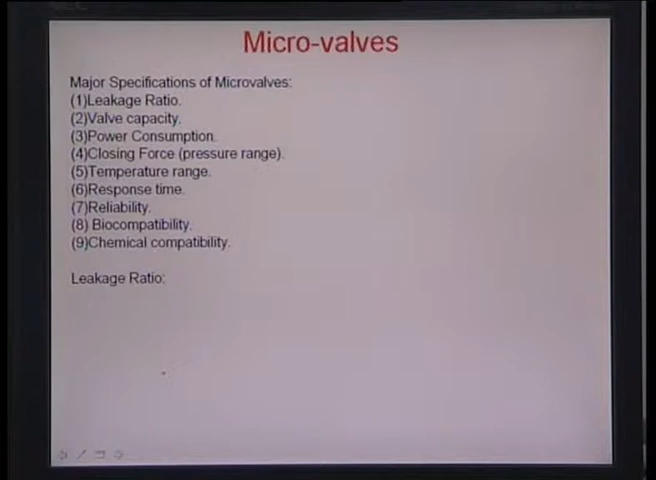 Micro-valves
Major Specifications of Microvalves:
(1)Leakage Ratio.
(2)Valve capacity.
(3)Power Consumption.
(4)Closing Force (pressure range).
(5)Temperature range.
(6)Response time.
(7)Reliability.
(8) Biocompatibility.
(9)Chemical compatibility.
Leakage Ratio: